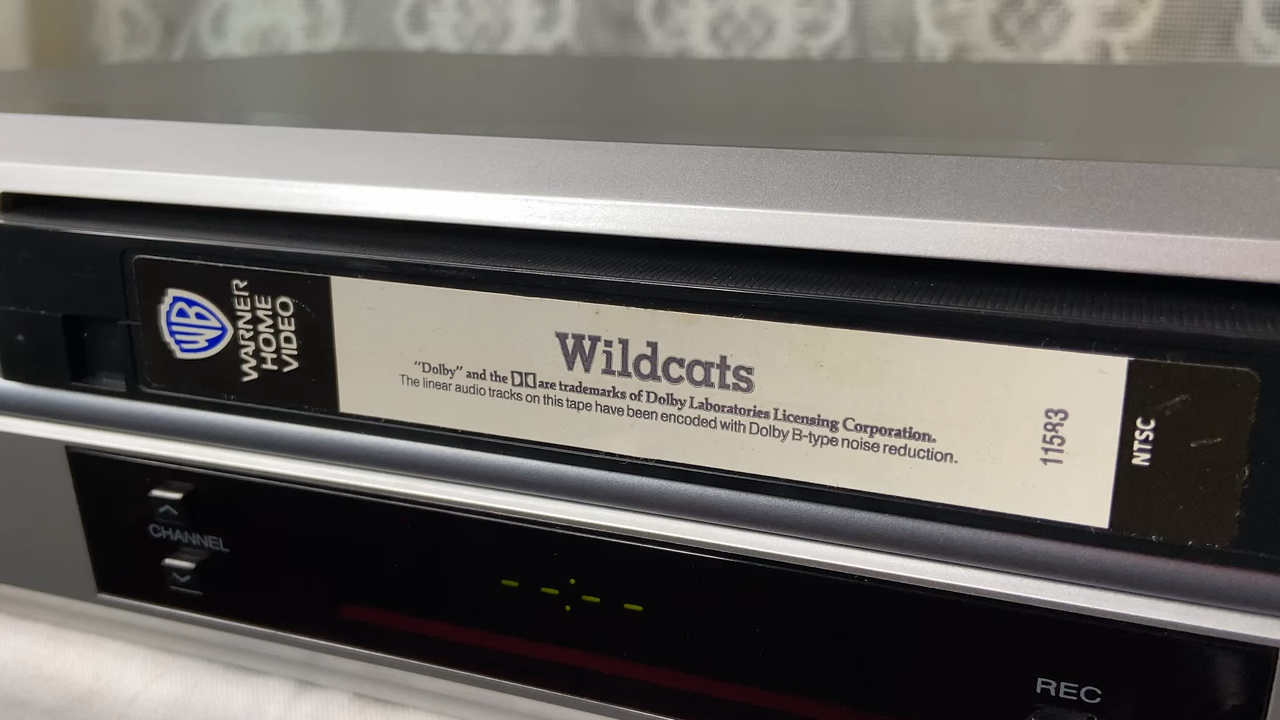 WB
WARNER
HOME
VIDEO
Wildcats
"Dolby" and the DD are trademarks of Dolby Laboratories Licensing Corporation.
The linear audio tracks on this tape have been encoded with Dolby B-type noise reduction.
11583
NTSC
CHANNEL
--:--
REC